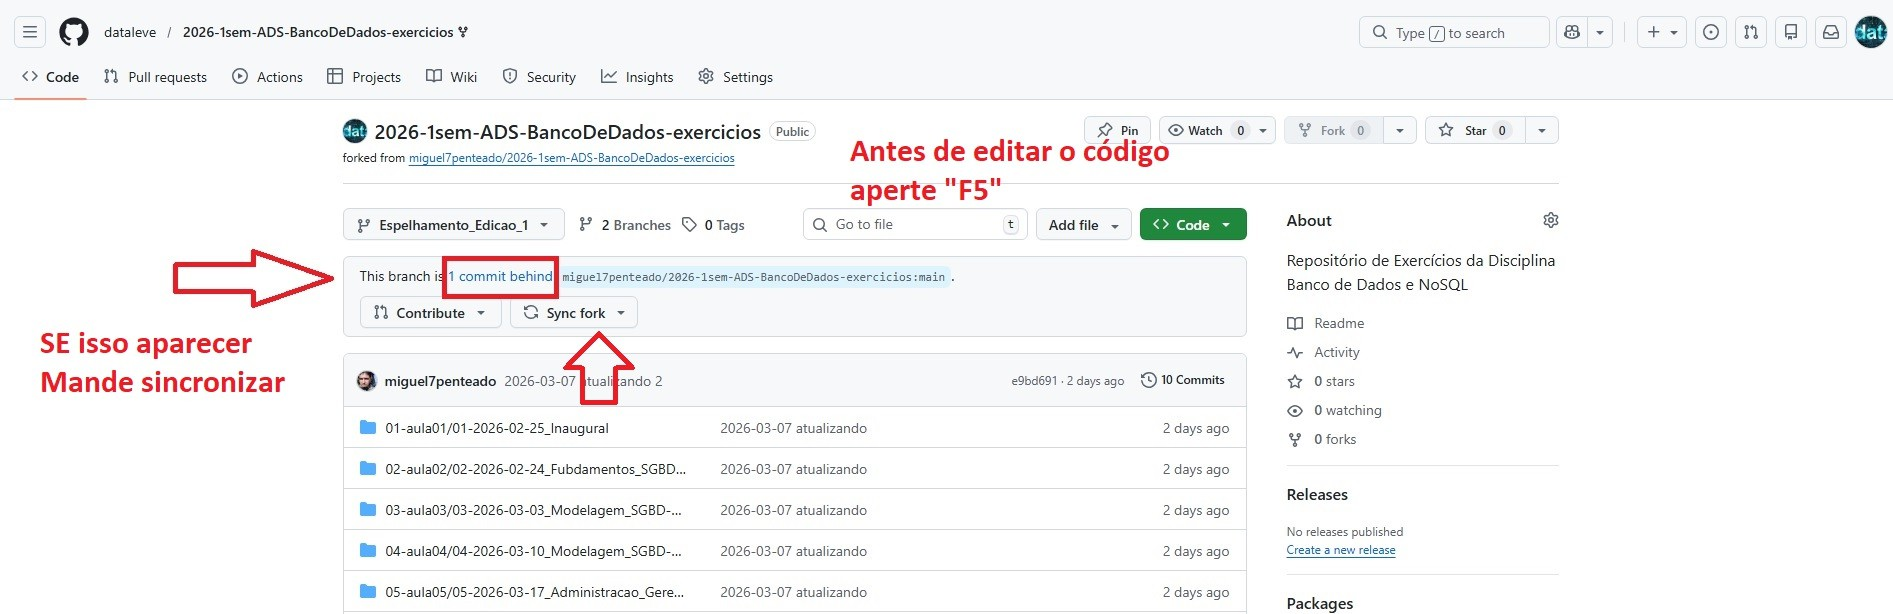 dataleve / 2026-1sem-ADS-BancoDeDados-exercicios
Type / to search
Code Pull requests Actions Projects Wiki Security Insights Settings
dat
2026-1sem-ADS-BancoDeDados-exercicios Public
forked from miguel7penteado/2026-1sem-ADS-BancoDeDados-exercicios
Pin Watch 0 Fork 0 Star 0
Antes de editar o código
aperte "F5"
Espelhamento_Edicao_1 2 Branches 0 Tags
Go to file t Add file Code
This branch is 1 commit behind miguel7penteado/2026-1sem-ADS-BancoDeDados-exercicios:main .
Contribute Sync fork
SE isso aparecer
Mande sincronizar
miguel7penteado 2026-03-07 atualizando 2 e9bd691 · 2 days ago 10 Commits
01-aula01/01-2026-02-25_Inaugural 2026-03-07 atualizando 2 days ago
02-aula02/02-2026-02-24_Fubdamentos_SGBD... 2026-03-07 atualizando 2 days ago
03-aula03/03-2026-03-03_Modelagem_SGBD-... 2026-03-07 atualizando 2 days ago
04-aula04/04-2026-03-10_Modelagem_SGBD-... 2026-03-07 atualizando 2 days ago
05-aula05/05-2026-03-17_Administracao_Gere... 2026-03-07 atualizando 2 days ago
About
Repositório de Exercícios da Disciplina
Banco de Dados e NoSQL
Readme
Activity
0 stars
0 watching
0 forks
Releases
No releases published
Create a new release
Packages